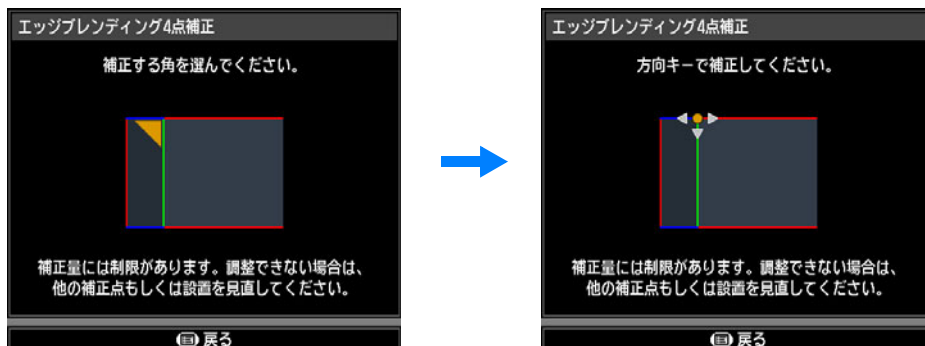 エッジブレンディング4点補正
補正する角を選んでください。
補正量には制限があります。調整できない場合は、
他の補正点もしくは設置を見直してください。
戻る
エッジブレンディング4点補正
方向キーで補正してください。
補正量には制限があります。調整できない場合は、
他の補正点もしくは設置を見直してください。
戻る